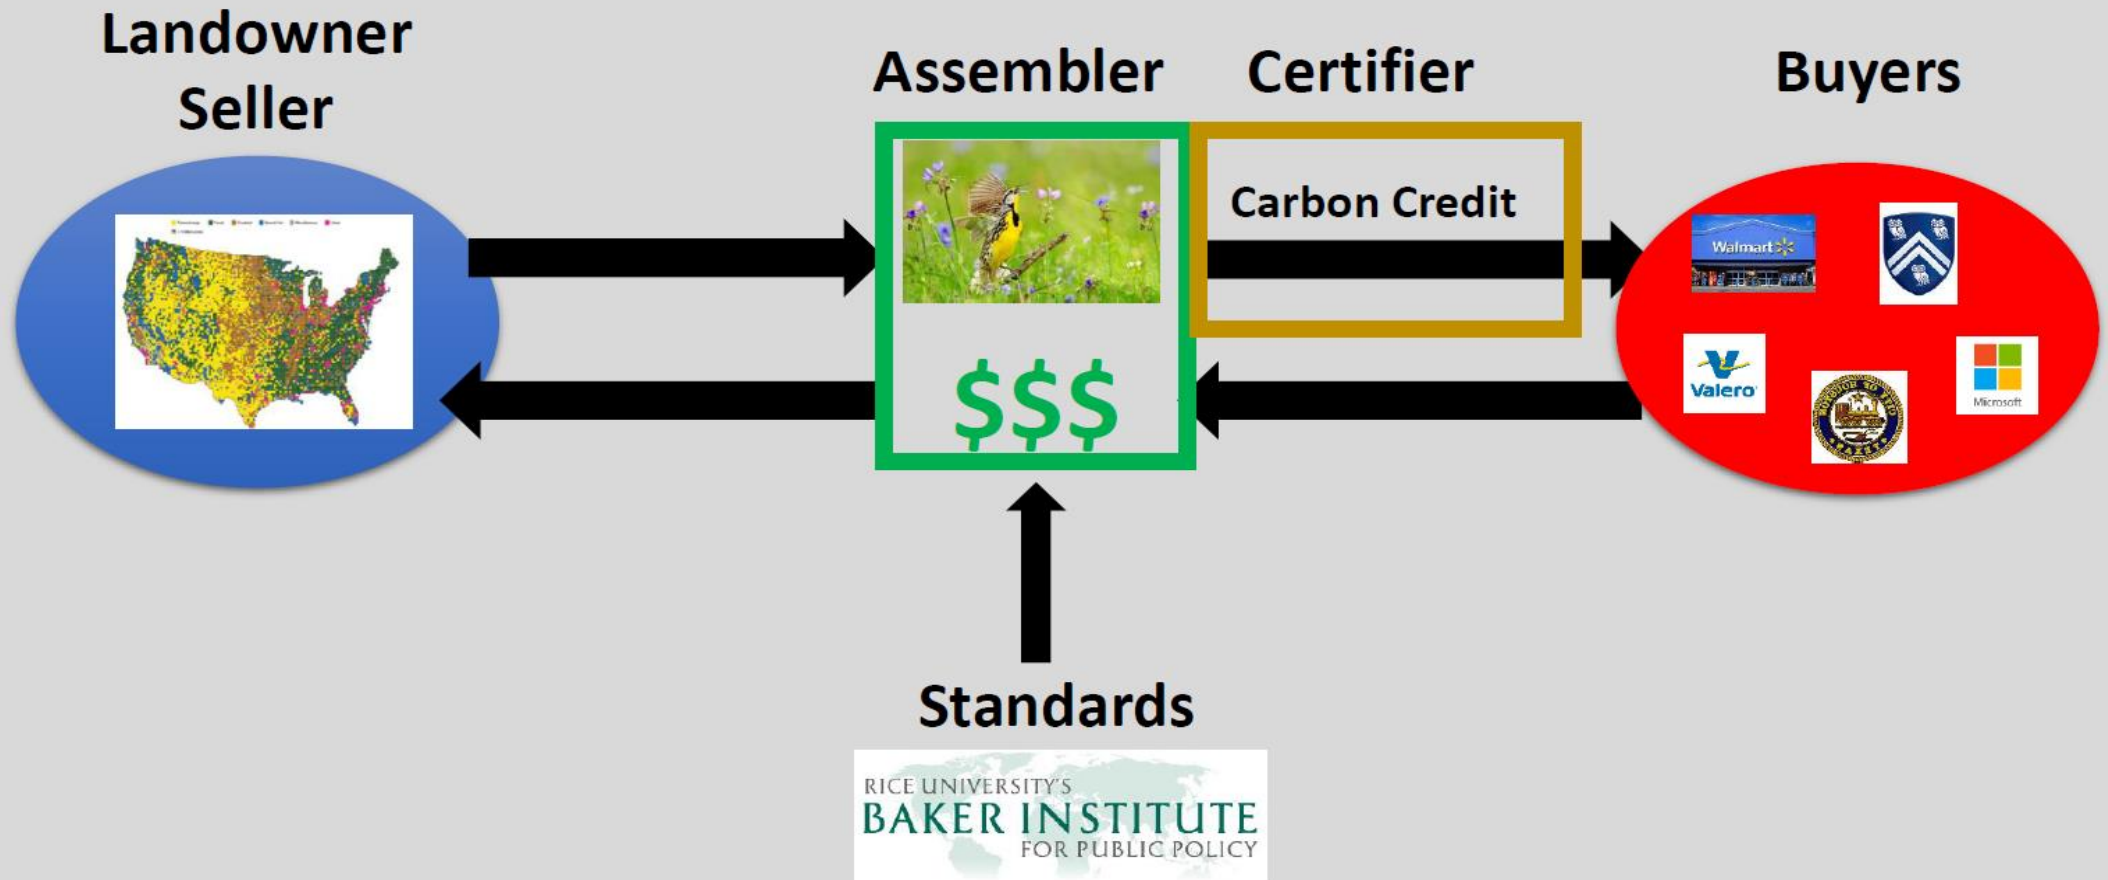 Landowner
Seller
Assembler
Certifier
Buyers
Carbon Credit
Walmart
Valero
Microsoft
$$$
Standards
RICE UNIVERSITY'S
BAKER INSTITUTE
FOR PUBLIC POLICY